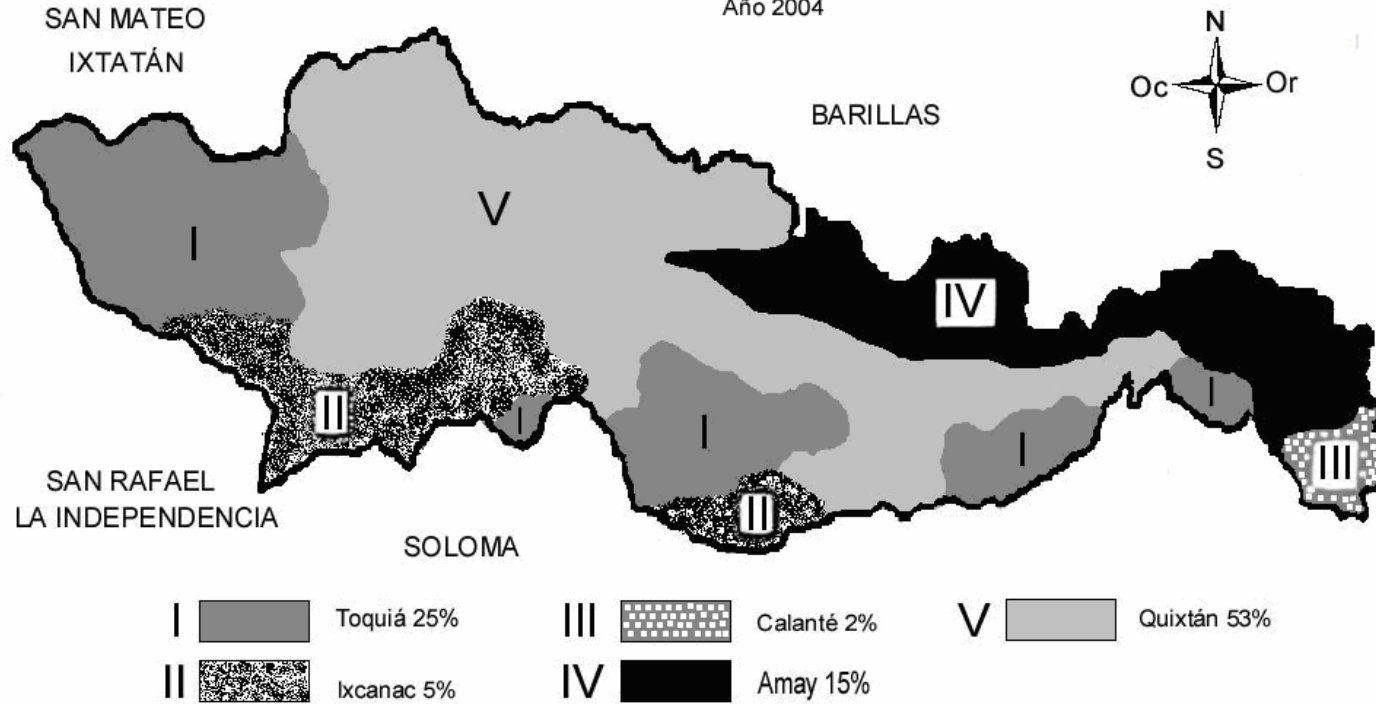 Año 2004
SAN MATEO
IXTATÁN
N
Oc Or
S
BARILLAS
V
I
IV
I
II
I
I
I
III
II
SAN RAFAEL
LA INDEPENDENCIA
SOLOMA
I Toquiá 25%
III Calanté 2%
V Quixtán 53%
II Ixcanac 5%
IV Amay 15%